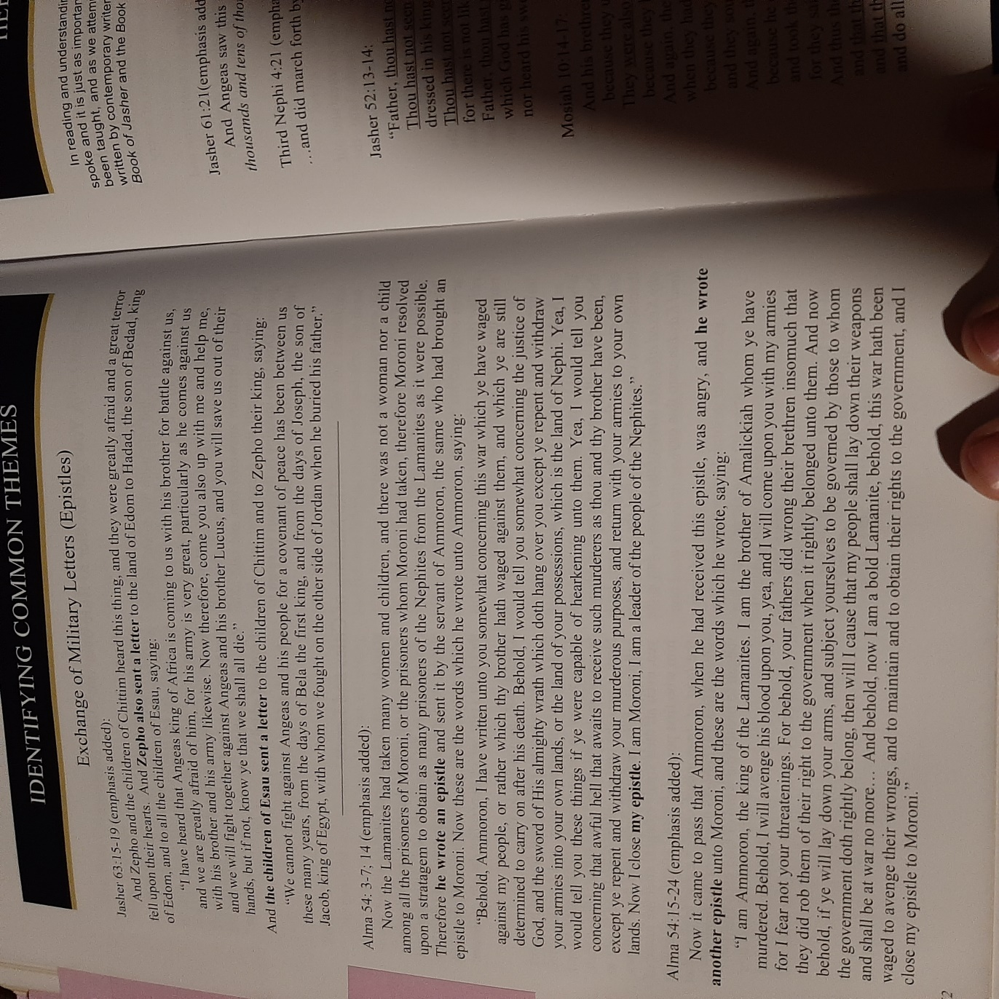 IDENTIFYING COMMON THEMES
Exchange of Military Letters (Epistles)
Jasher 63:15-19 (emphasis added):
And Zepho and the children of Chittim heard this thing, and they were greatly afraid and a great terror
fell upon their hearts. And Zepho also sent a letter to the land of Edom to Hadad, the son of Bedad, king
of Edom, and to all the children of Esau, saying:
"I have heard that Angeas king of Africa is coming to us with his brother for battle against us,
and we are greatly afraid of him, for his army is very great, particularly as he comes against us
with his brother and his army likewise. Now therefore, come you also up with me and help me,
and we will fight together against Angeas and his brother Lucus, and you will save us out of their
hands, but if not, know ye that we shall all die."
And the children of Esau sent a letter to the children of Chittim and to Zepho their king, saying:
"We cannot fight against Angeas and his people for a covenant of peace has been between us
these many years, from the days of Bela the first king, and from the days of Joseph, the son of
Jacob, king of Egypt, with whom we fought on the other side of Jordan when he buried his father."
Alma 54: 3-7; 14 (emphasis added):
Now the Lamanites had taken many women and children, and there was not a woman nor a child
among all the prisoners of Moroni, or the prisoners whom Moroni had taken, therefore Moroni resolved
upon a stratagem to obtain as many prisoners of the Nephites from the Lamanites as it were possible.
Therefore he wrote an epistle and sent it by the servant of Ammoron, the same who had brought an
epistle to Moroni. Now these are the words which he wrote unto Ammoron, saying:
"Behold, Ammoron, I have written unto you somewhat concerning this war which ye have waged
against my people, or rather which thy brother hath waged against them, and which ye are still
determined to carry on after his death. Behold, I would tell you somewhat concerning the justice of
God, and the sword of His almighty wrath which doth hang over you except ye repent and withdraw
your armies into your own lands, or the land of your possessions, which is the land of Nephi. Yea, I
would tell you these things if ye were capable of hearkening unto them. Yea, I would tell you
concerning that awful hell that awaits to receive such murderers as thou and thy brother have been,
except ye repent and withdraw your murderous purposes, and return with your armies to your own
lands. Now I close my epistle. I am Moroni, I am a leader of the people of the Nephites."
Alma 54:15-24 (emphasis added):
Now it came to pass that Ammoron, when he had received this epistle, was angry, and he wrote
another epistle unto Moroni, and these are the words which he wrote, saying:
"I am Ammoron, the king of the Lamanites. I am the brother of Amalickiah whom ye have
murdered. Behold, I will avenge his blood upon you, yea, and I will come upon you with my armies
for I fear not your threatenings. For behold, your fathers did wrong their brethren insomuch that
they did rob them of their right to the government when it rightly belonged unto them. And now
behold, if ye will lay down your arms, and subject yourselves to be governed by those to whom
the government doth rightly belong, then will I cause that my people shall lay down their weapons
and shall be at war no more… And behold, now I am a bold Lamanite, behold, this war hath been
waged to avenge their wrongs, and to maintain and to obtain their rights to the government, and I
close my epistle to Moroni."
In reading and understandin
spoke and it is just as importan
been taught, and as we attem
written by contemporary writer
Book of Jasher and the Book
Jasher 61:21(emphasis add
And Angeas saw this
thousands and tens of thou
Third Nephi 4:21 (empha
…and did march forth by
Jasher 52:13-14:
"Father, thou hast no
Thou hast not seen
dressed in his king
Thou hast not seen
for there is not lik
Father, thou hast
which God has g
nor heard his swe
Mosiah 10:14-17:
And his brethre
because they u
They were also
because they
And again, the
when they had
because they
and they sou
And again, th
because he
and took the
for they sai
And thus the
and that th
and that th
and do all